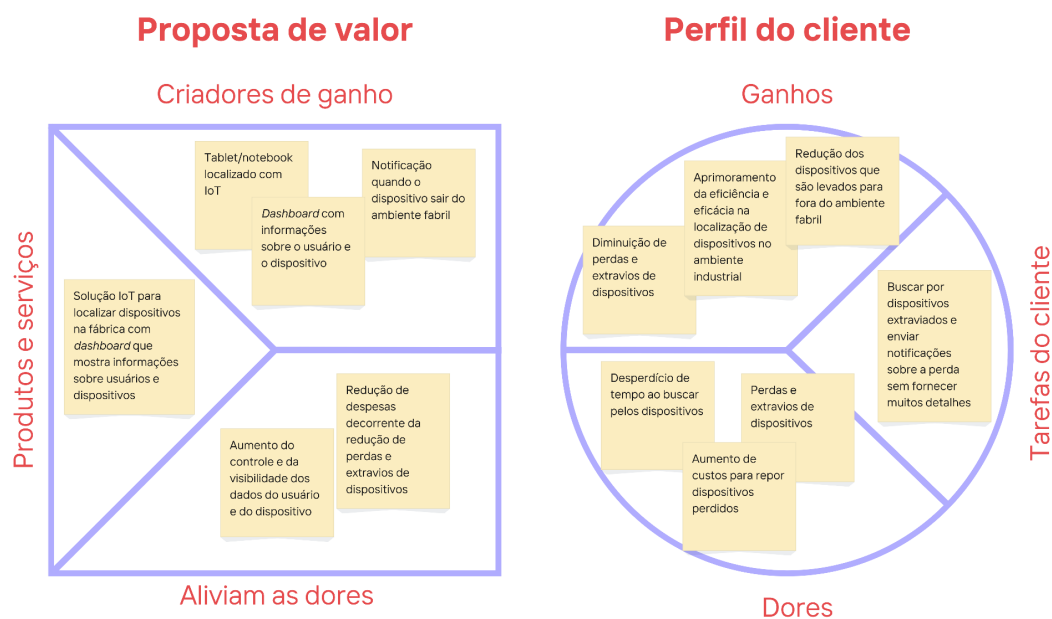 Proposta de valor
Criadores de ganho
Produtos e serviços
Tablet/notebook
localizado com
IoT
Dashboard com
informações
sobre o usuário e
o dispositivo
Notificação
quando o
dispositivo sair do
ambiente fabril
Solução IoT para
localizar dispositivos
na fábrica com
dashboard que
mostra informações
sobre usuários e
dispositivos
Aumento do
controle e da
visibilidade dos
dados do usuário
e do dispositivo
Redução de
despesas
decorrente da
redução de
perdas e
extravios de
dispositivos
Aliviam as dores
Perfil do cliente
Ganhos
Diminuição de
perdas e
extravios de
dispositivos
Aprimoramento
da eficiência e
eficácia na
localização de
dispositivos no
ambiente
industrial
Redução dos
dispositivos que
são levados para
fora do ambiente
fabril
Buscar por
dispositivos
extraviados e
enviar
notificações
sobre a perda
sem fornecer
muitos detalhes
Tarefas do cliente
Desperdício de
tempo ao buscar
pelos dispositivos
Aumento de
custos para repor
dispositivos
perdidos
Perdas e
extravios de
dispositivos
Dores